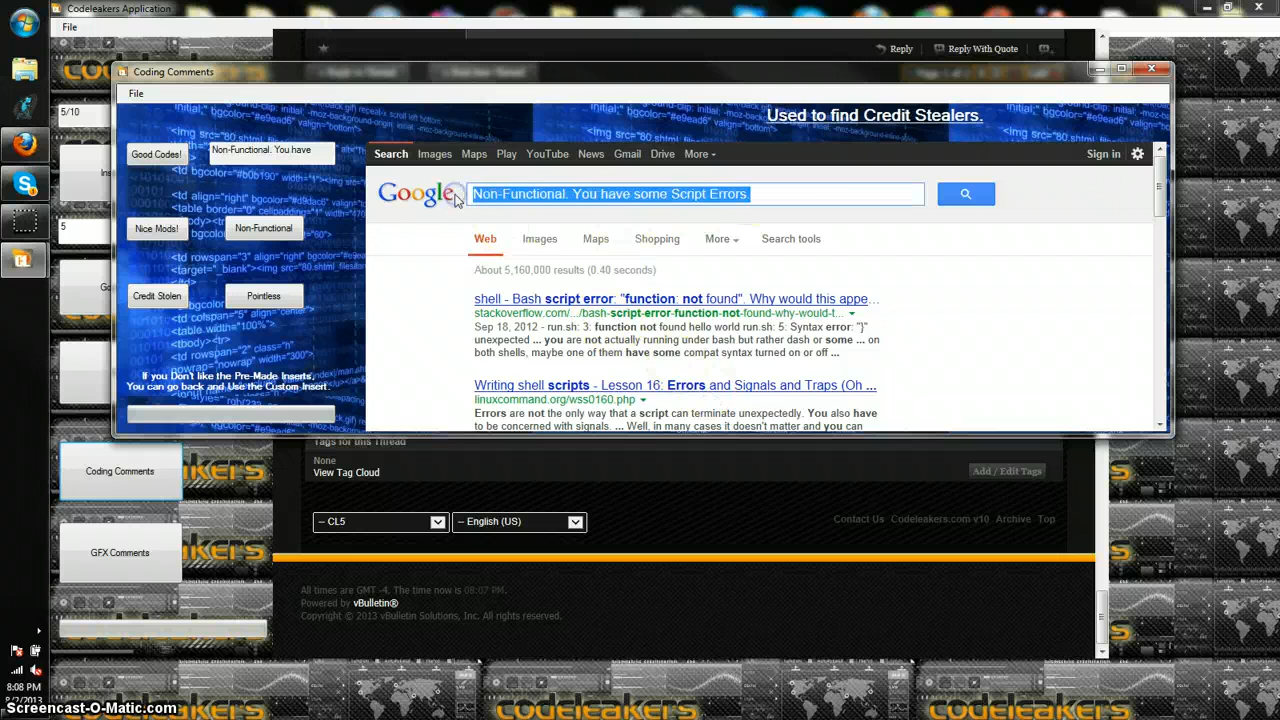 Codeleakers Application
File
Reply
Reply With Quote
Coding Comments
File
5/10
Used to find Credit Stealers.
Good Codes!
Non-Functional. You have
Search Images Maps Play YouTube News Gmail Drive More
Sign in
Google
Non-Functional. You have some Script Errors.
Nice Mods!
Non-Functional
5
Web Images Maps Shopping More Search tools
About 5,160,000 results (0.40 seconds)
Credit Stolen
Pointless
shell - Bash script error: "function: not found". Why would this appe...
stackoverflow.com/.../bash-script-error-function-not-found-why-would-t...
Sep 18, 2012 - run.sh: 3: function not found hello world run.sh: 5: Syntax error: "}"
unexpected ... you are not actually running under bash but rather dash or some ... on
both shells, maybe one of them have some compat syntax turned on or off ...
If you Don't like the Pre-Made Inserts,
You can go back and Use the Custom Insert.
Writing shell scripts - Lesson 16: Errors and Signals and Traps (Oh ...
linuxcommand.org/wss0160.php
Errors are not the only way that a script can terminate unexpectedly. You also have
to be concerned with signals. ... Well, in many cases it doesn't matter and you can
Tags for this Thread
None
View Tag Cloud
Add / Edit Tags
Coding Comments
-- CL5
-- English (US)
Contact Us Codeleakers.com v10 Archive Top
GFX Comments
All times are GMT -4. The time now is 08:07 PM.
Powered by vBulletin®
Copyright © 2013 vBulletin Solutions, Inc. All rights reserved.
8:08 PM
8/2/2013
Screencast-O-Matic.com